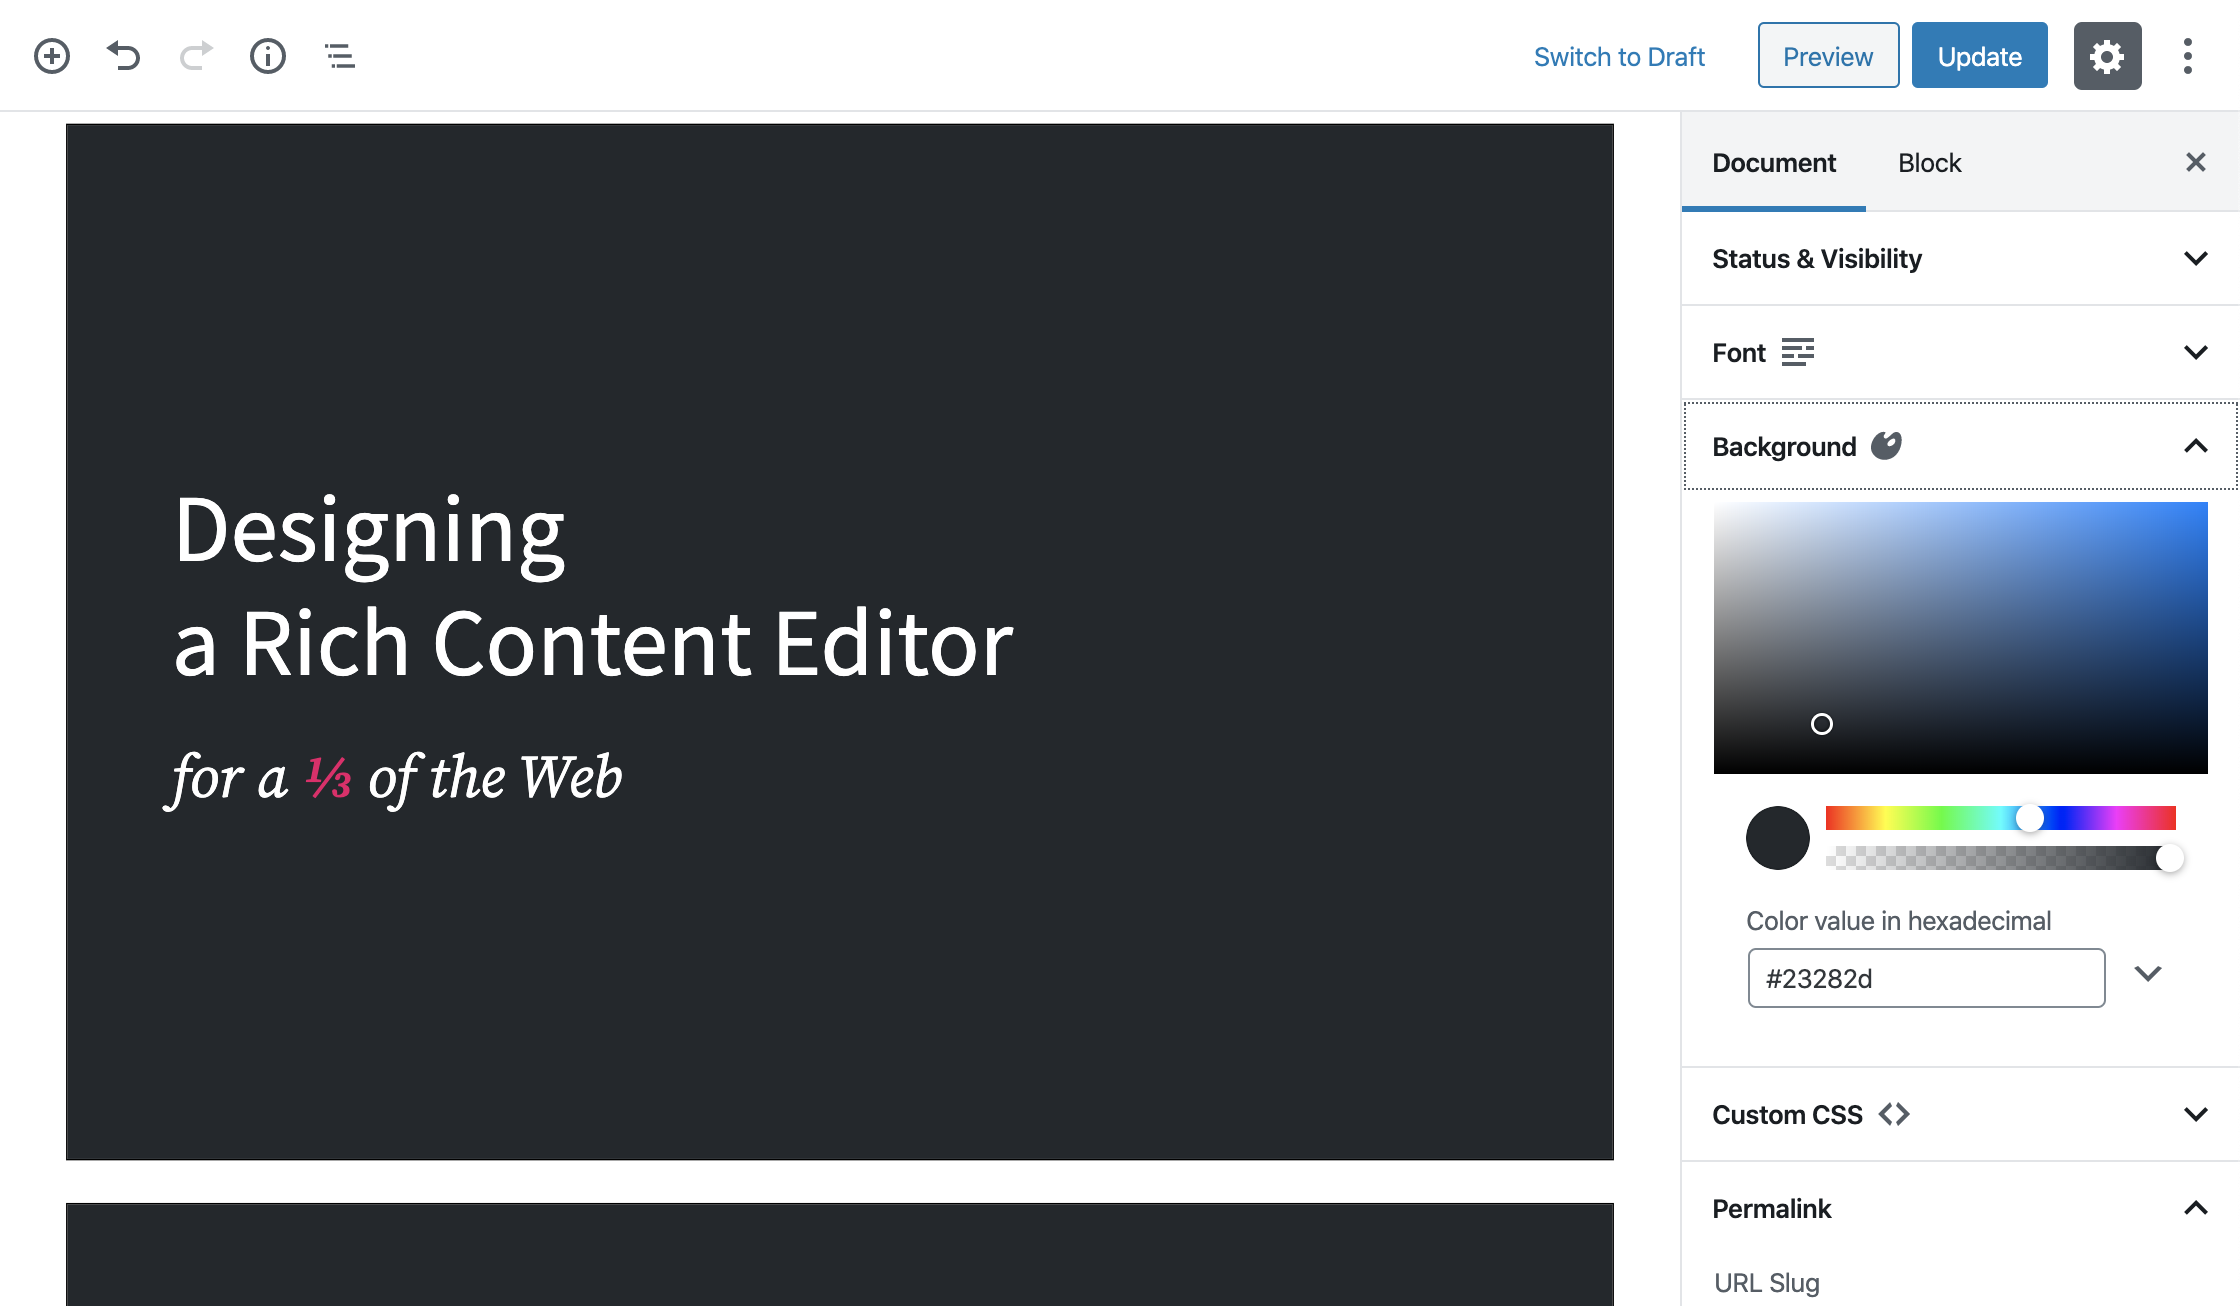 Switch to Draft
Preview
Update
Designing
a Rich Content Editor
for a ⅓ of the Web
Document
Block
Status & Visibility
Font
Background
Color value in hexadecimal
#23282d
Custom CSS
Permalink
URL Slug